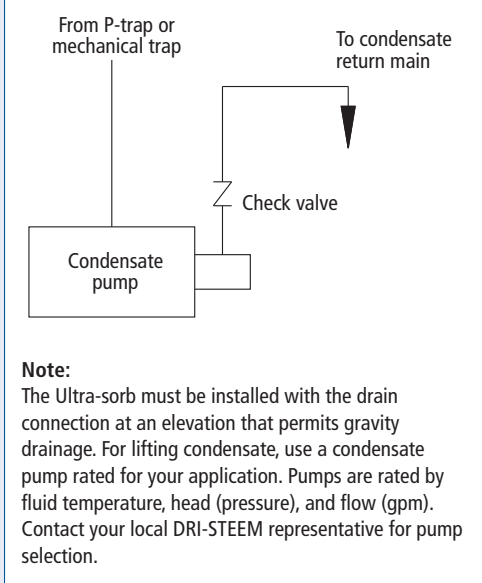 From P-trap or
mechanical trap
To condensate
return main
Check valve
Condensate
pump
Note:
The Ultra-sorb must be installed with the drain
connection at an elevation that permits gravity
drainage. For lifting condensate, use a condensate
pump rated for your application. Pumps are rated by
fluid temperature, head (pressure), and flow (gpm).
Contact your local DRI-STEEM representative for pump
selection.